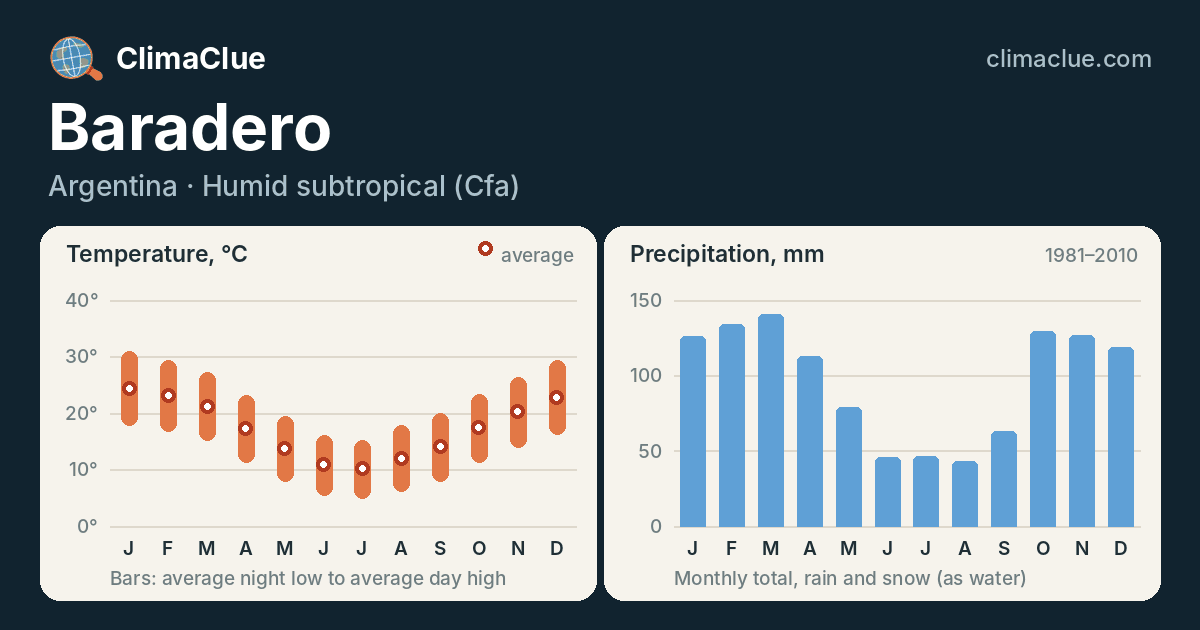 ClimaClue
climaclue.com
Baradero
Argentina · Humid subtropical (Cfa)
Temperature, °C
average
40°
30°
20°
10°
0°
J F M A M J J A S O N D
Bars: average night low to average day high
Precipitation, mm
1981–2010
150
100
50
0
J F M A M J J A S O N D
Monthly total, rain and snow (as water)